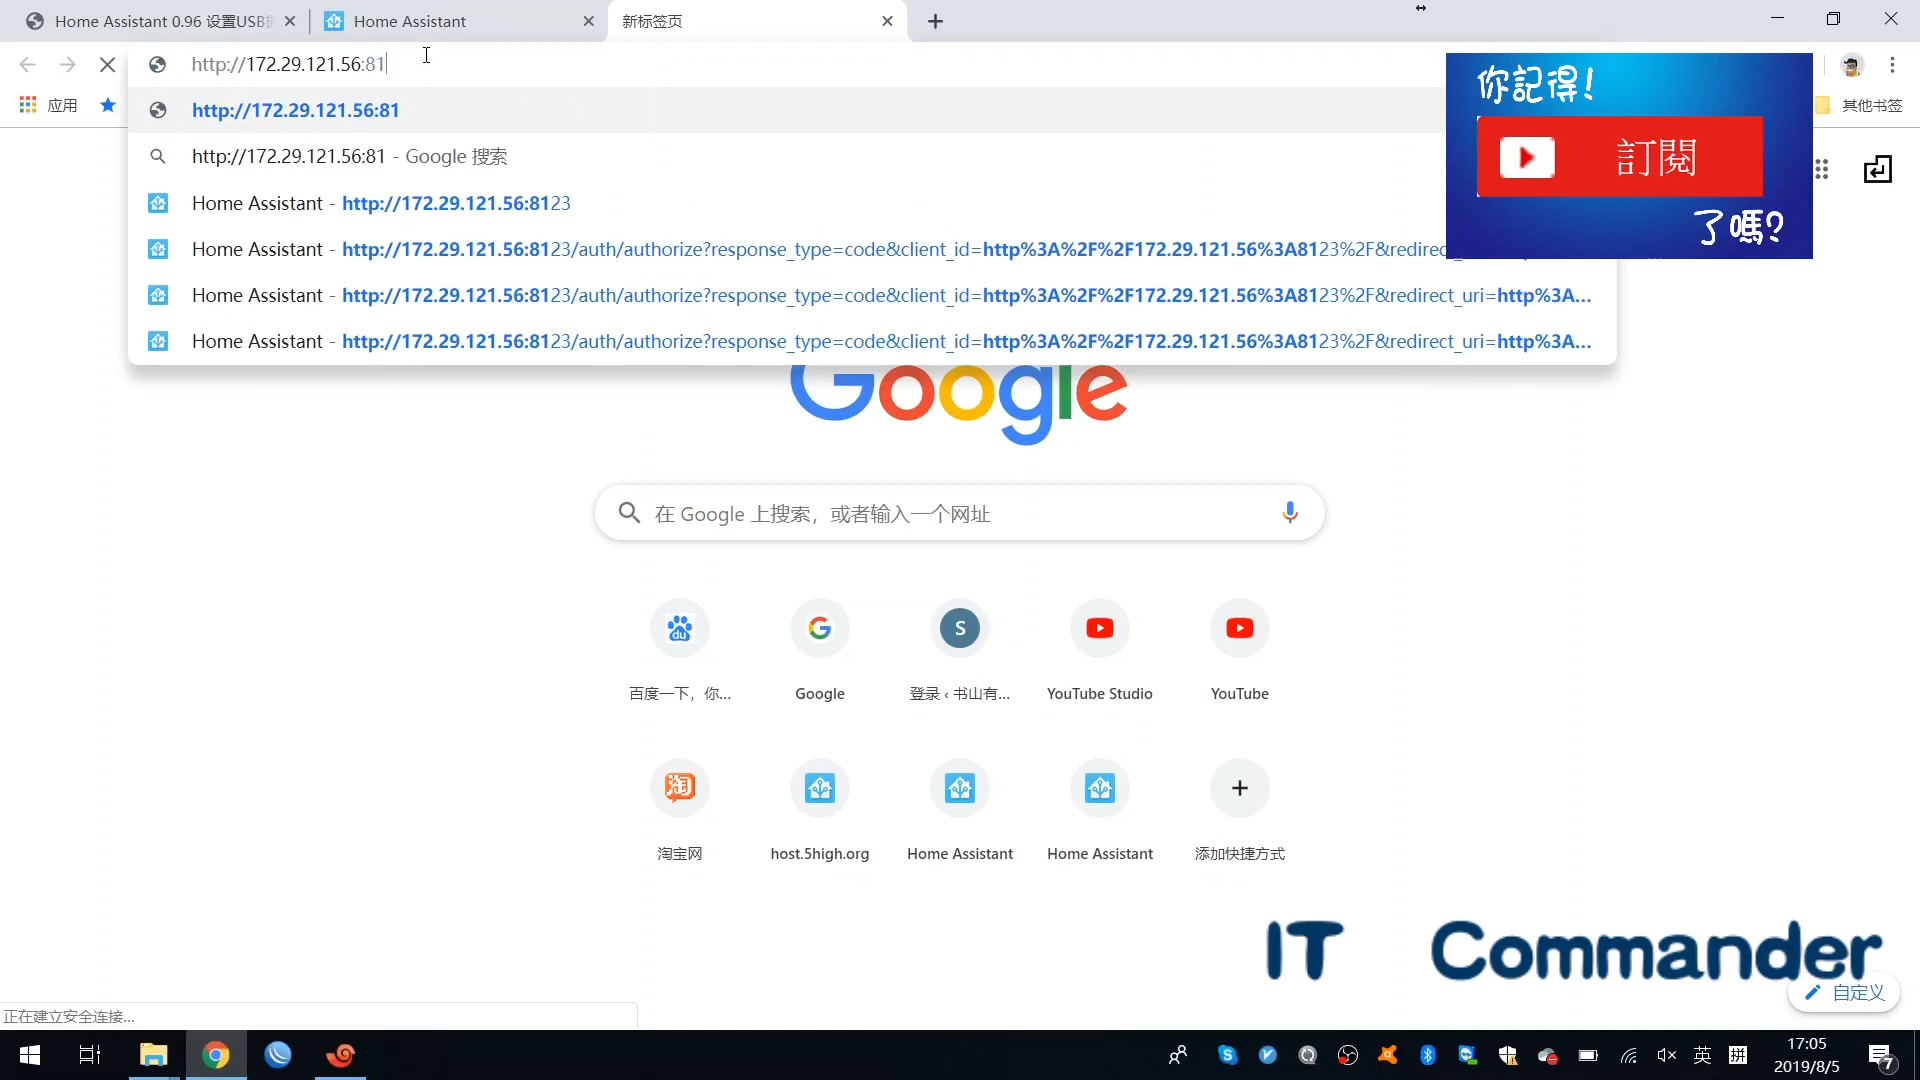 Home Assistant 0.96 设置USB
Home Assistant
新标签页
http://172.29.121.56:81
应用
其他书签
http://172.29.121.56:81
http://172.29.121.56:81 - Google 搜索
Home Assistant - http://172.29.121.56:8123
Home Assistant - http://172.29.121.56:8123/auth/authorize?response_type=code&client_id=http%3A%2F%2F172.29.121.56%3A8123%2F&redirec
Home Assistant - http://172.29.121.56:8123/auth/authorize?response_type=code&client_id=http%3A%2F%2F172.29.121.56%3A8123%2F&redirect_uri=http%3A...
Home Assistant - http://172.29.121.56:8123/auth/authorize?response_type=code&client_id=http%3A%2F%2F172.29.121.56%3A8123%2F&redirect_uri=http%3A...
你記得!
訂閱
了嗎?
Google
在 Google 上搜索，或者输入一个网址
du
S
百度一下，你...
Google
登录 ‹ 书山有...
YouTube Studio
YouTube
淘
淘宝网
host.5high.org
Home Assistant
Home Assistant
添加快捷方式
IT Commander
自定义
正在建立安全连接...
英
拼
17:05
2019/8/5
7